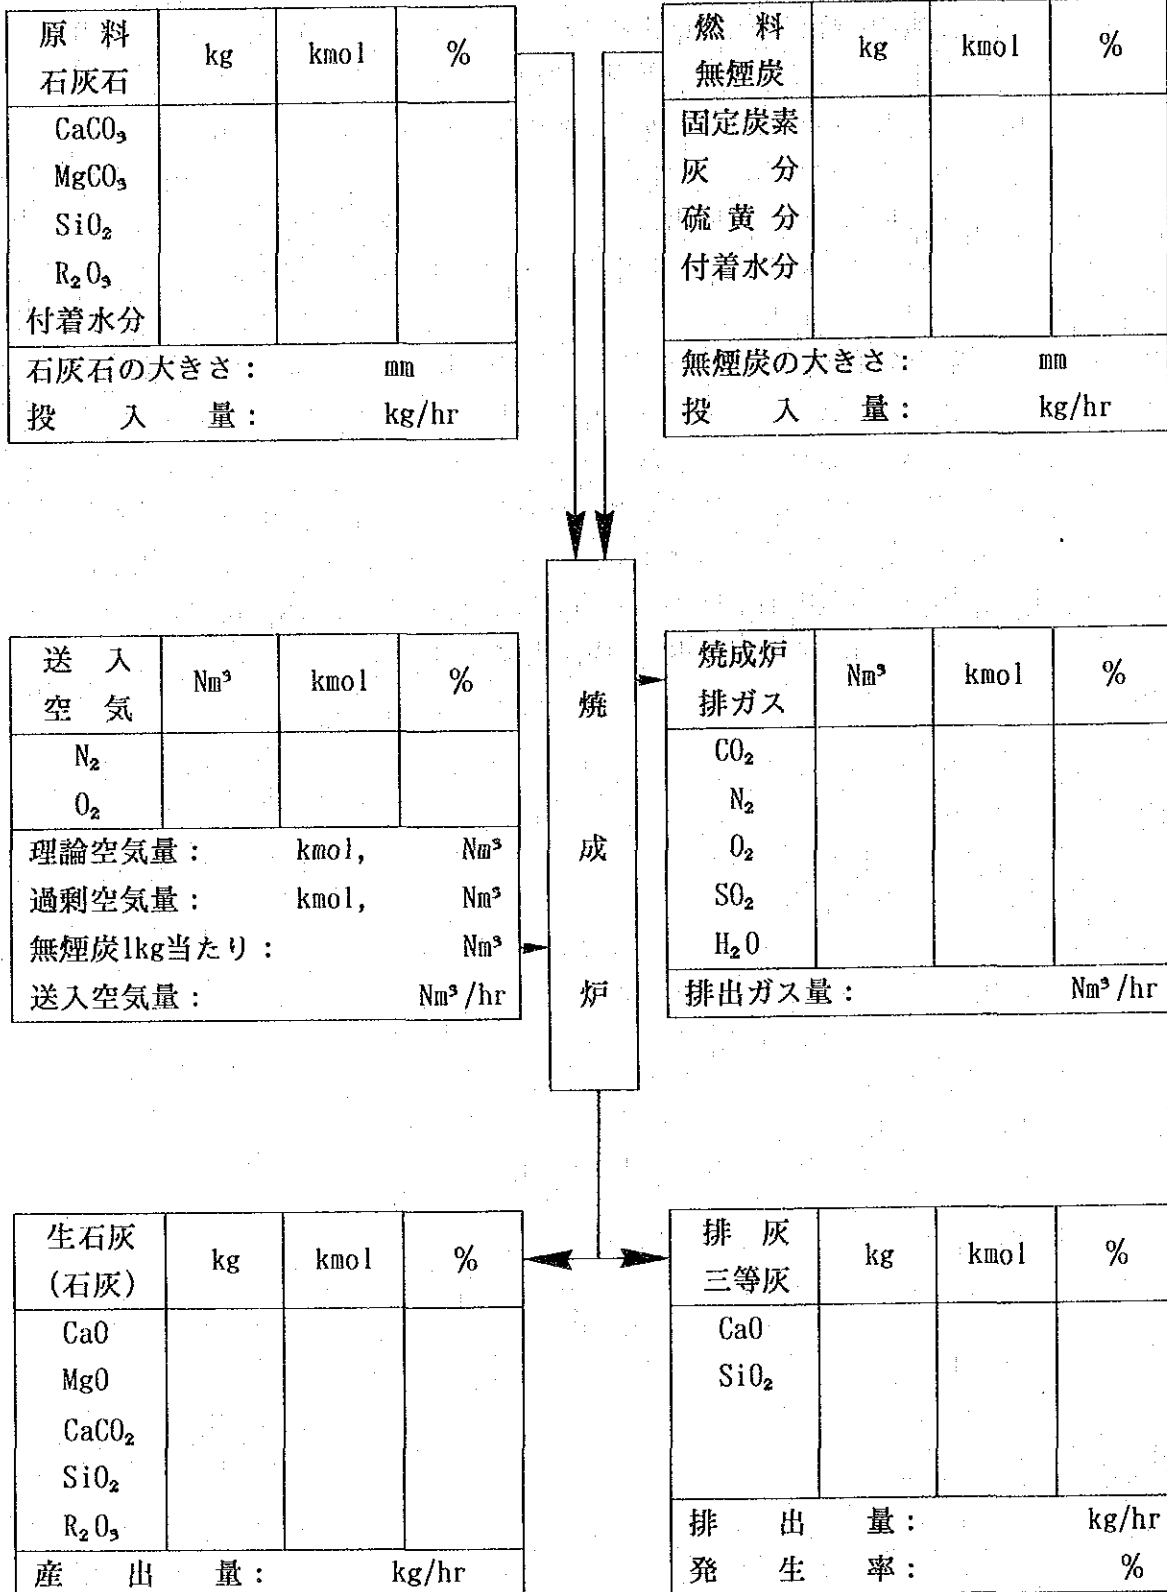 原 料
石灰石
kg kmol %
CaCO₃
MgCO₃
SiO₂
R₂O₃
付着水分
石灰石の大きさ： mm
投 入 量： kg/hr
燃 料
無煙炭
kg kmol %
固定炭素
灰 分
硫 黄 分
付着水分
無煙炭の大きさ： mm
投 入 量： kg/hr
送 入
空 気
Nm³ kmol %
N₂
O₂
理論空気量： kmol, Nm³
過剰空気量： kmol, Nm³
無煙炭1kg当たり： Nm³
送入空気量： Nm³/hr
焼
成
炉
焼成炉
排ガス
Nm³ kmol %
CO₂
N₂
O₂
SO₂
H₂O
排出ガス量： Nm³/hr
生石灰
(石灰)
kg kmol %
CaO
MgO
CaCO₂
SiO₂
R₂O₃
産 出 量： kg/hr
排 灰
三等灰
kg kmol %
CaO
SiO₂
排 出 量： kg/hr
発 生 率： %